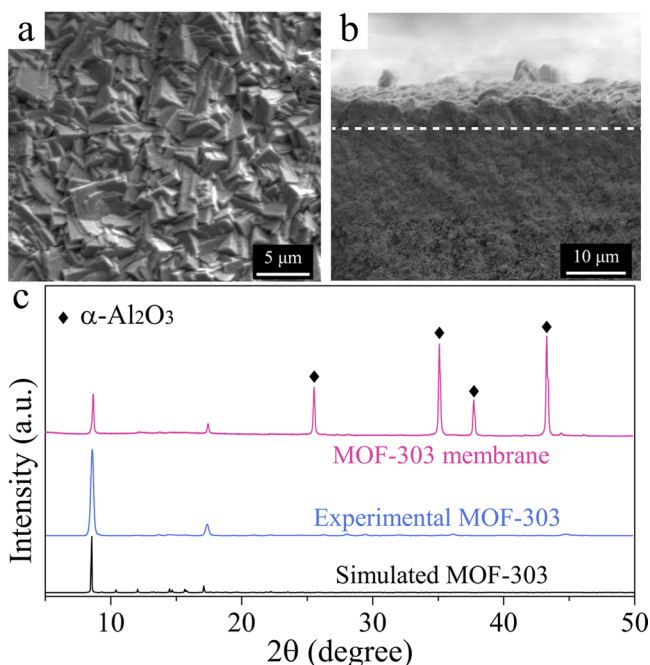 a
b
5 μm
10 μm
c
◆ α-Al2O3
MOF-303 membrane
Experimental MOF-303
Simulated MOF-303
Intensity (a.u.)
10 20 30 40 50
2θ (degree)